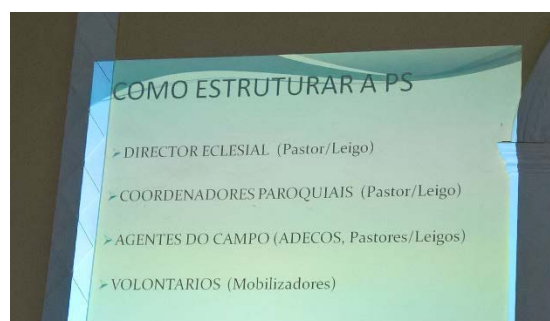 COMO ESTRUTURAR A PS
➢ DIRECTOR ECLESIAL (Pastor/Leigo)
➢ COORDENADORES PAROQUIAIS (Pastor/Leigo)
➢ AGENTES DO CAMPO (ADECOS, Pastores/Leigos)
➢ VOLONTARIOS (Mobilizadores)